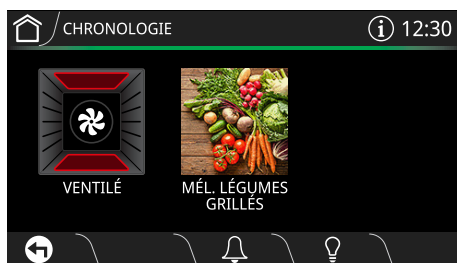 CHRONOLOGIE
12:30
VENTILÉ
MÉL. LÉGUMES
GRILLÉS